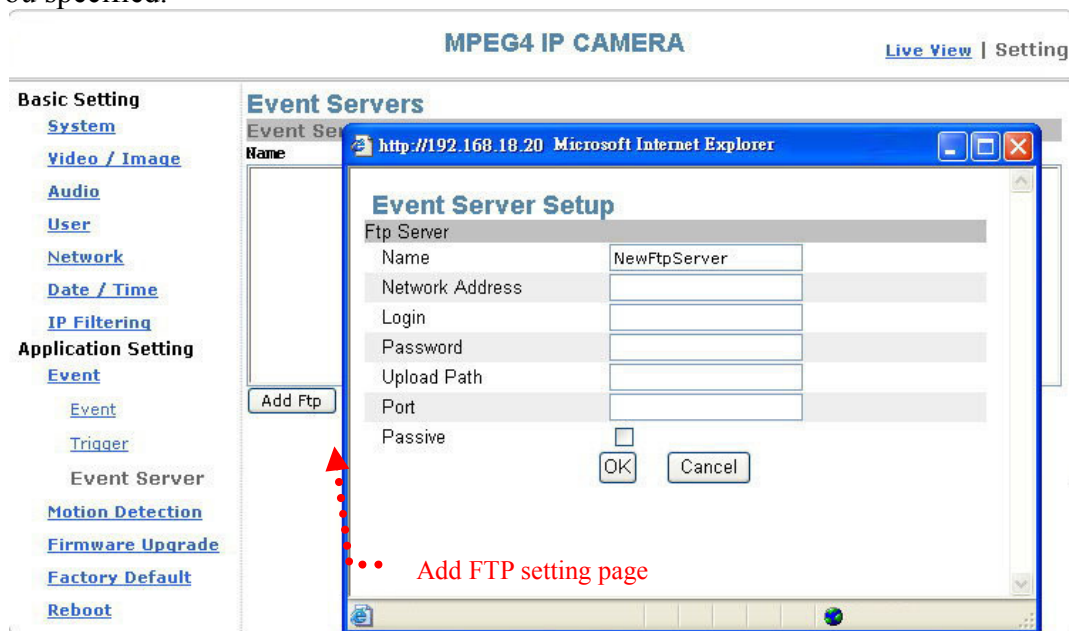 specified.
MPEG4 IP CAMERA
Live View | Setting
Basic Setting
System
Video / Image
Audio
User
Network
Date / Time
IP Filtering
Application Setting
Event
Event
Trigger
Event Server
Motion Detection
Firmware Upgrade
Factory Default
Reboot
Event Servers
Event Ser
Name
Add Ftp
http://192.168.18.20 Microsoft Internet Explorer
Event Server Setup
Ftp Server
Name NewFtpServer
Network Address
Login
Password
Upload Path
Port
Passive
OK Cancel
Add FTP setting page